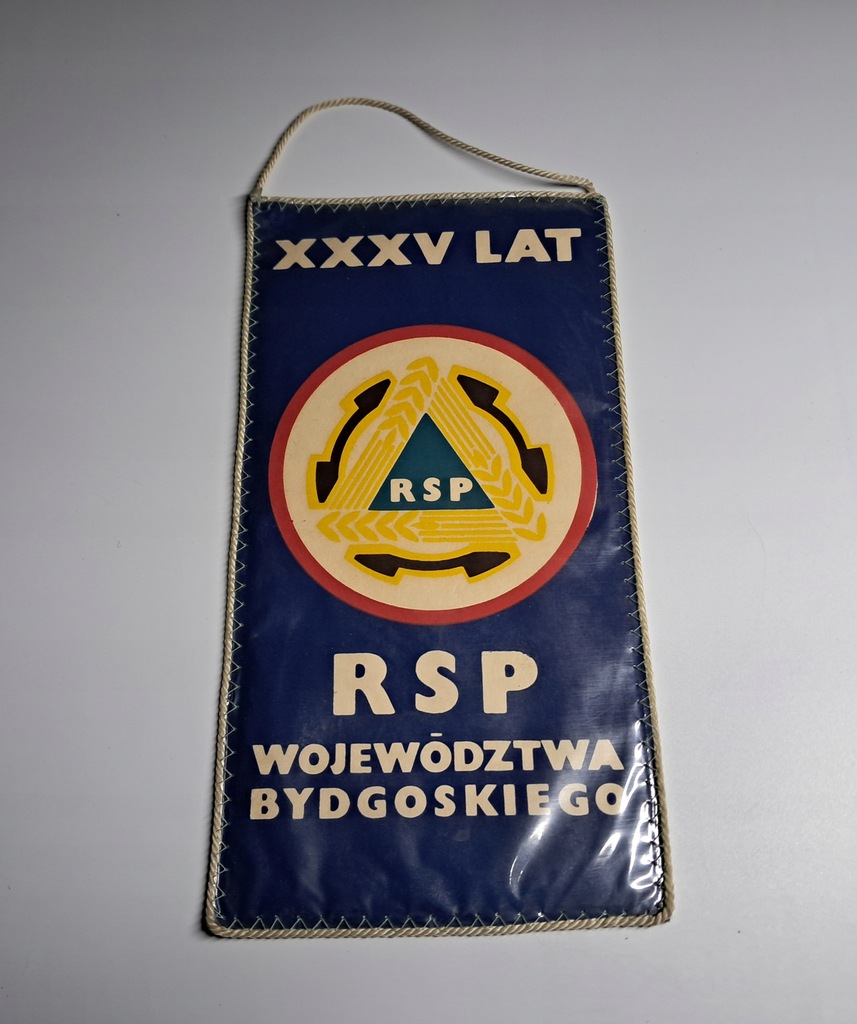 XXXV LAT
RSP
RSP
WOJEWÓDZTWA
BYDGOSKIEGO